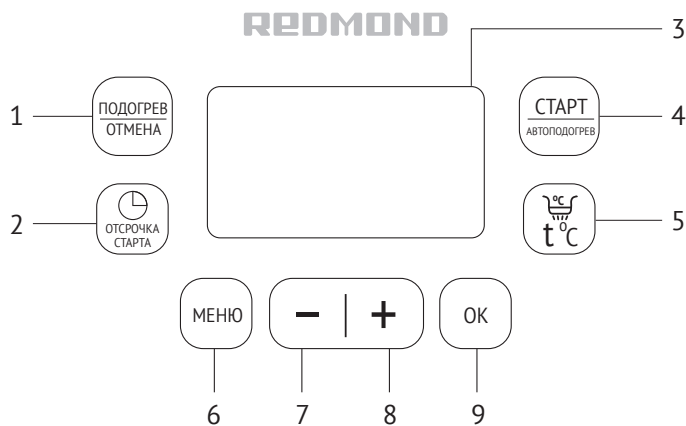 REDMOND
3
1
ПОДОГРЕВ
ОТМЕНА
СТАРТ
АВТОПОДОГРЕВ
4
2
ОТСРОЧКА
СТАРТА
°C
t°C
5
МЕНЮ
− | +
OK
6
7
8
9